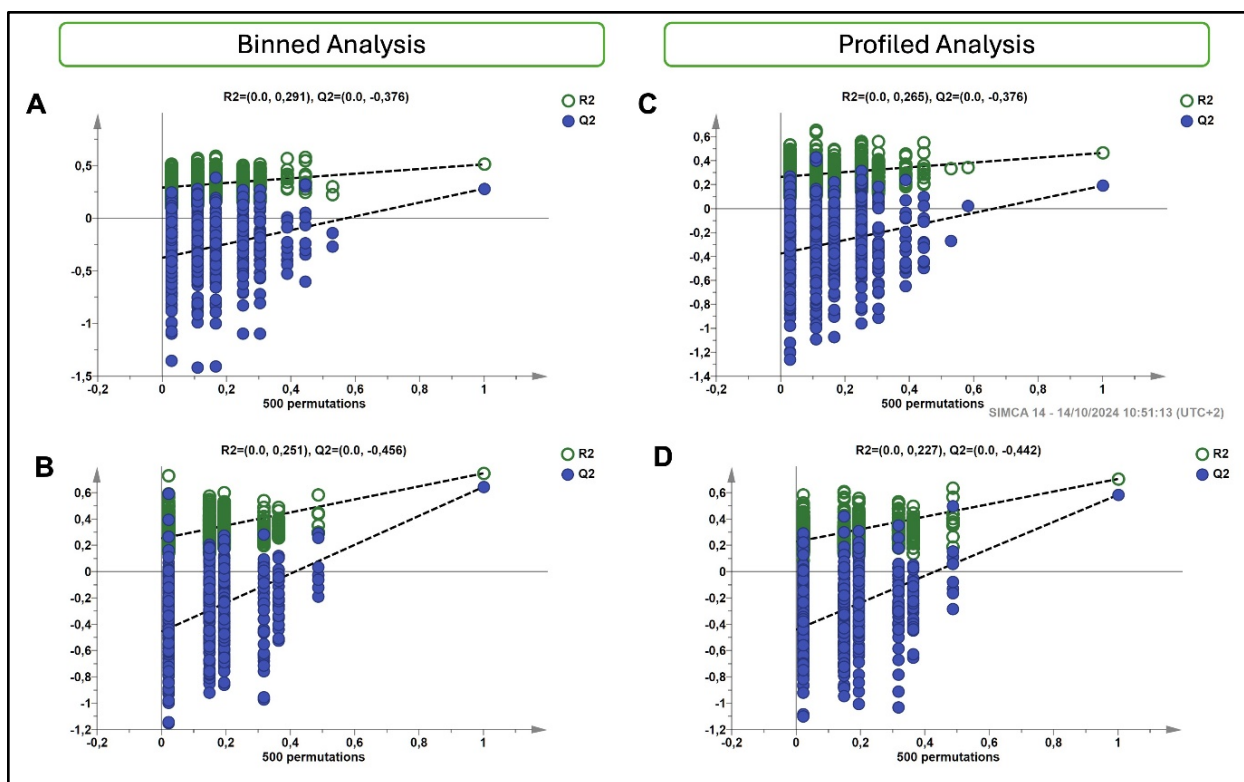 Binned Analysis
Profiled Analysis
A
R2=(0.0, 0,291), Q2=(0.0, -0,376)
R2
Q2
0,5
0
-0,5
-1
-1,5
-0,2
0
0,2
0,4
0,6
0,8
1
500 permutations
C
R2=(0.0, 0,265), Q2=(0.0, -0,376)
R2
Q2
0,6
0,4
0,2
0
-0,2
-0,4
-0,6
-0,8
-1
-1,2
-1,4
-0,2
0
0,2
0,4
0,6
0,8
1
500 permutations
SIMCA 14 - 14/10/2024 10:51:13 (UTC+2)
B
R2=(0.0, 0,251), Q2=(0.0, -0,456)
R2
Q2
0,6
0,4
0,2
0
-0,2
-0,4
-0,6
-0,8
-1
-1,2
-0,2
0
0,2
0,4
0,6
0,8
1
500 permutations
D
R2=(0.0, 0,227), Q2=(0.0, -0,442)
R2
Q2
0,6
0,4
0,2
0
-0,2
-0,4
-0,6
-0,8
-1
-1,2
-0,2
0
0,2
0,4
0,6
0,8
1
500 permutations